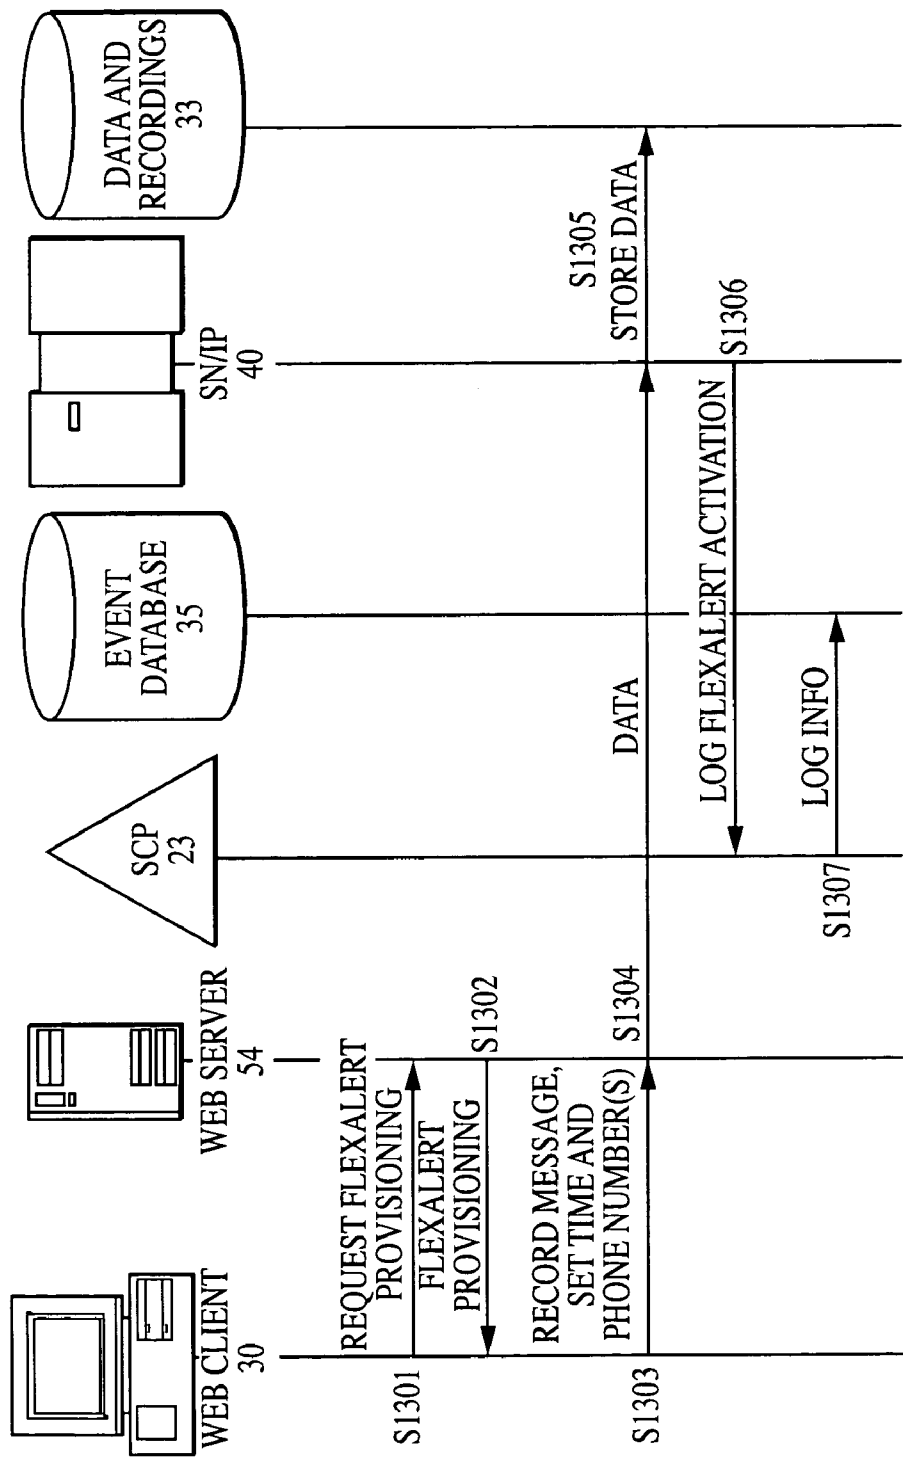 WEB CLIENT
30
WEB SERVER
54
SCP
23
EVENT
DATABASE
35
SN/IP
40
DATA AND
RECORDINGS
33
S1301
REQUEST FLEXALERT
PROVISIONING
FLEXALERT
PROVISIONING
S1302
S1303
RECORD MESSAGE,
SET TIME AND
PHONE NUMBER(S)
S1304
DATA
S1305
STORE DATA
LOG FLEXALERT ACTIVATION
S1306
S1307
LOG INFO